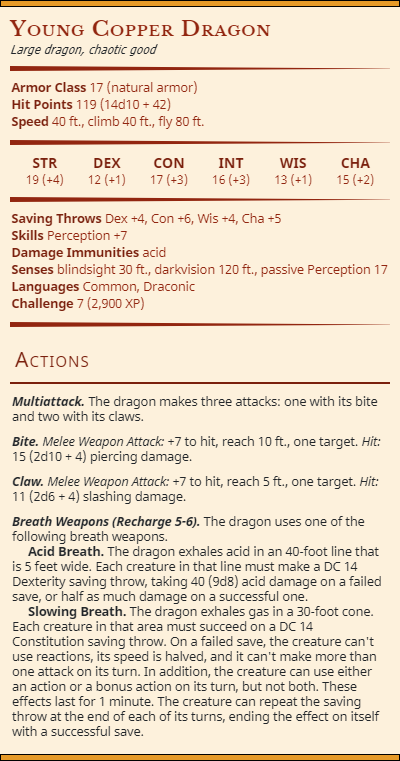 Young Copper Dragon
Large dragon, chaotic good
Armor Class 17 (natural armor)
Hit Points 119 (14d10 + 42)
Speed 40 ft., climb 40 ft., fly 80 ft.
STR DEX CON INT WIS CHA
19 (+4) 12 (+1) 17 (+3) 16 (+3) 13 (+1) 15 (+2)
Saving Throws Dex +4, Con +6, Wis +4, Cha +5
Skills Perception +7
Damage Immunities acid
Senses blindsight 30 ft., darkvision 120 ft., passive Perception 17
Languages Common, Draconic
Challenge 7 (2,900 XP)
Actions
Multiattack. The dragon makes three attacks: one with its bite
and two with its claws.
Bite. Melee Weapon Attack: +7 to hit, reach 10 ft., one target. Hit:
15 (2d10 + 4) piercing damage.
Claw. Melee Weapon Attack: +7 to hit, reach 5 ft., one target. Hit:
11 (2d6 + 4) slashing damage.
Breath Weapons (Recharge 5-6). The dragon uses one of the
following breath weapons.
Acid Breath. The dragon exhales acid in an 40-foot line that
is 5 feet wide. Each creature in that line must make a DC 14
Dexterity saving throw, taking 40 (9d8) acid damage on a failed
save, or half as much damage on a successful one.
Slowing Breath. The dragon exhales gas in a 30-foot cone.
Each creature in that area must succeed on a DC 14
Constitution saving throw. On a failed save, the creature can't
use reactions, its speed is halved, and it can't make more than
one attack on its turn. In addition, the creature can use either
an action or a bonus action on its turn, but not both. These
effects last for 1 minute. The creature can repeat the saving
throw at the end of each of its turns, ending the effect on itself
with a successful save.